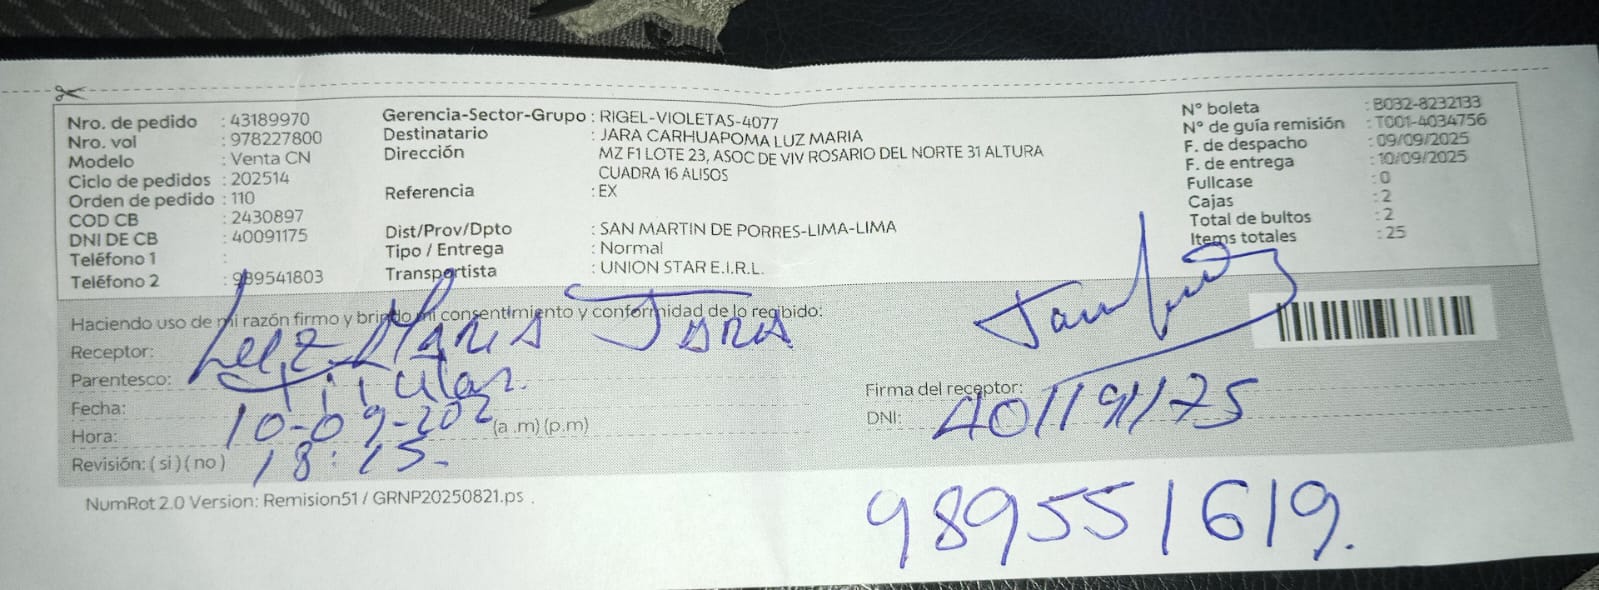 Nro. de pedido : 43189970
Nro. vol : 978227800
Modelo : Venta CN
Ciclo de pedidos : 202514
Orden de pedido : 110
COD CB : 2430897
DNI DE CB : 40091175
Teléfono 1 :
Teléfono 2 : 989541803
Gerencia-Sector-Grupo : RIGEL-VIOLETAS-4077
Destinatario : JARA CARHUAPOMA LUZ MARIA
Dirección MZ F1 LOTE 23, ASOC DE VIV ROSARIO DEL NORTE 31 ALTURA
CUADRA 16 ALISOS
Referencia : EX
Dist/Prov/Dpto : SAN MARTIN DE PORRES-LIMA-LIMA
Tipo / Entrega : Normal
Transportista : UNION STAR E.I.R.L.
N° boleta : B032-8232133
N° de guía remisión : T001-4034756
F. de despacho : 09/09/2025
F. de entrega : 10/09/2025
Fullcase : 0
Cajas : 2
Total de bultos : 2
Items totales : 25
Haciendo uso de mi razón firmo y brindo mi consentimiento y conformidad de lo recibido:
Receptor: Luz Maria Jara
Parentesco: Titular.
Fecha: 10-09-202
Hora: 18:15. (a .m) (p.m)
Revisión: ( si ) ( no )
Firma del receptor:
DNI:
989551619.
NumRot 2.0 Version: Remision51 / GRNP20250821.ps .